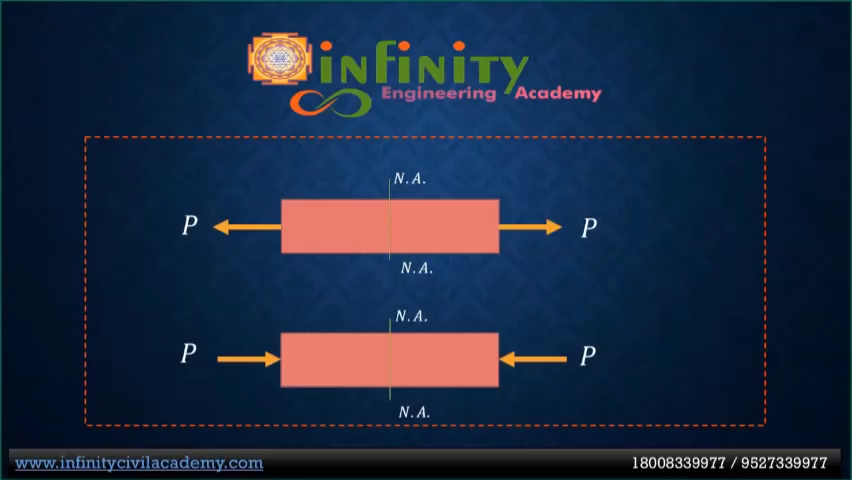 infinity
Engineering Academy
N.A.
P
P
N.A.
N.A.
P
P
N.A.
www.infinitycivilacademy.com
18008339977 / 9527339977